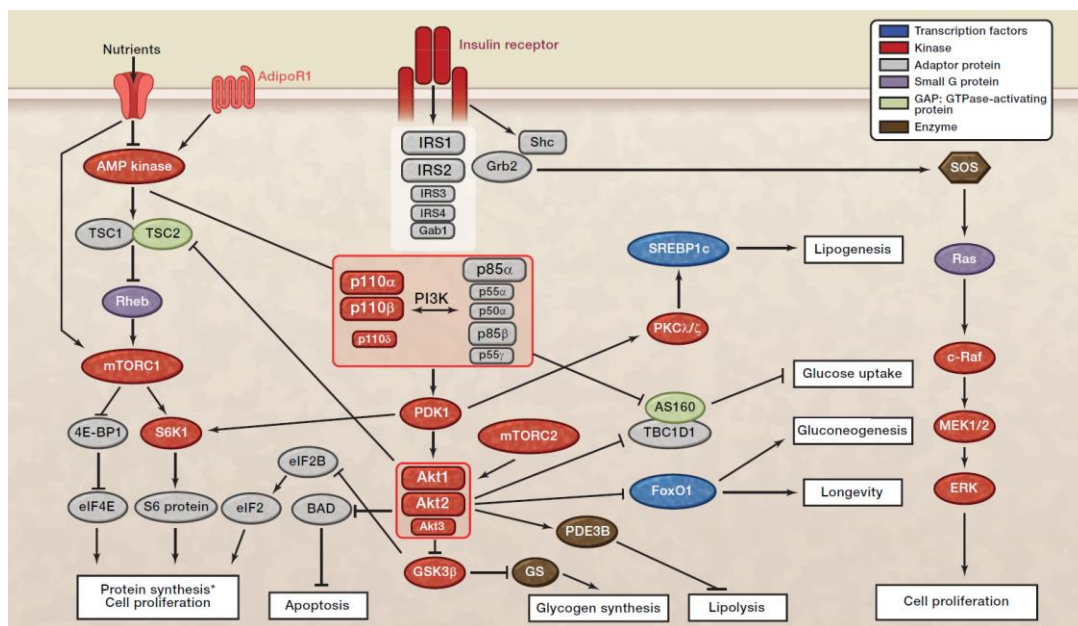 Nutrients
AdipoR1
Insulin receptor
Transcription factors
Kinase
Adaptor protein
Small G protein
GAP: GTPase-activating
protein
Enzyme
AMP kinase
IRS1
IRS2
IRS3
IRS4
Gab1
Shc
Grb2
SOS
TSC1
TSC2
SREBP1c
Lipogenesis
Ras
Rheb
p110α
p110β
p110δ
PI3K
p85α
p55α
p50α
p85β
p55γ
PKCλ/ζ
mTORC1
c-Raf
Glucose uptake
4E-BP1
S6K1
PDK1
AS160
TBC1D1
mTORC2
Gluconeogenesis
MEK1/2
eIF2B
Akt1
Akt2
Akt3
FoxO1
Longevity
ERK
eIF4E
S6 protein
eIF2
BAD
PDE3B
GSK3β
GS
Protein synthesis*
Cell proliferation
Apoptosis
Glycogen synthesis
Lipolysis
Cell proliferation